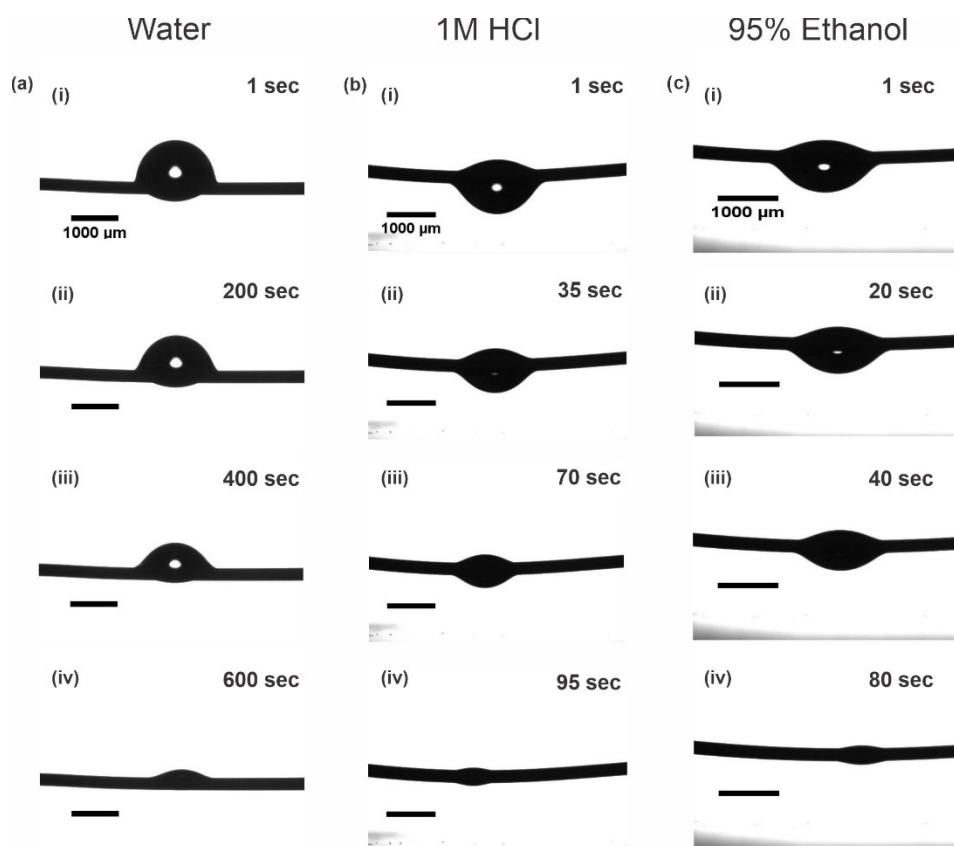 Water 1M HCl 95% Ethanol
(a) (i) 1 sec (b) (i) 1 sec (c) (i) 1 sec
1000 µm 1000 µm 1000 µm
(ii) 200 sec (ii) 35 sec (ii) 20 sec
(iii) 400 sec (iii) 70 sec (iii) 40 sec
(iv) 600 sec (iv) 95 sec (iv) 80 sec